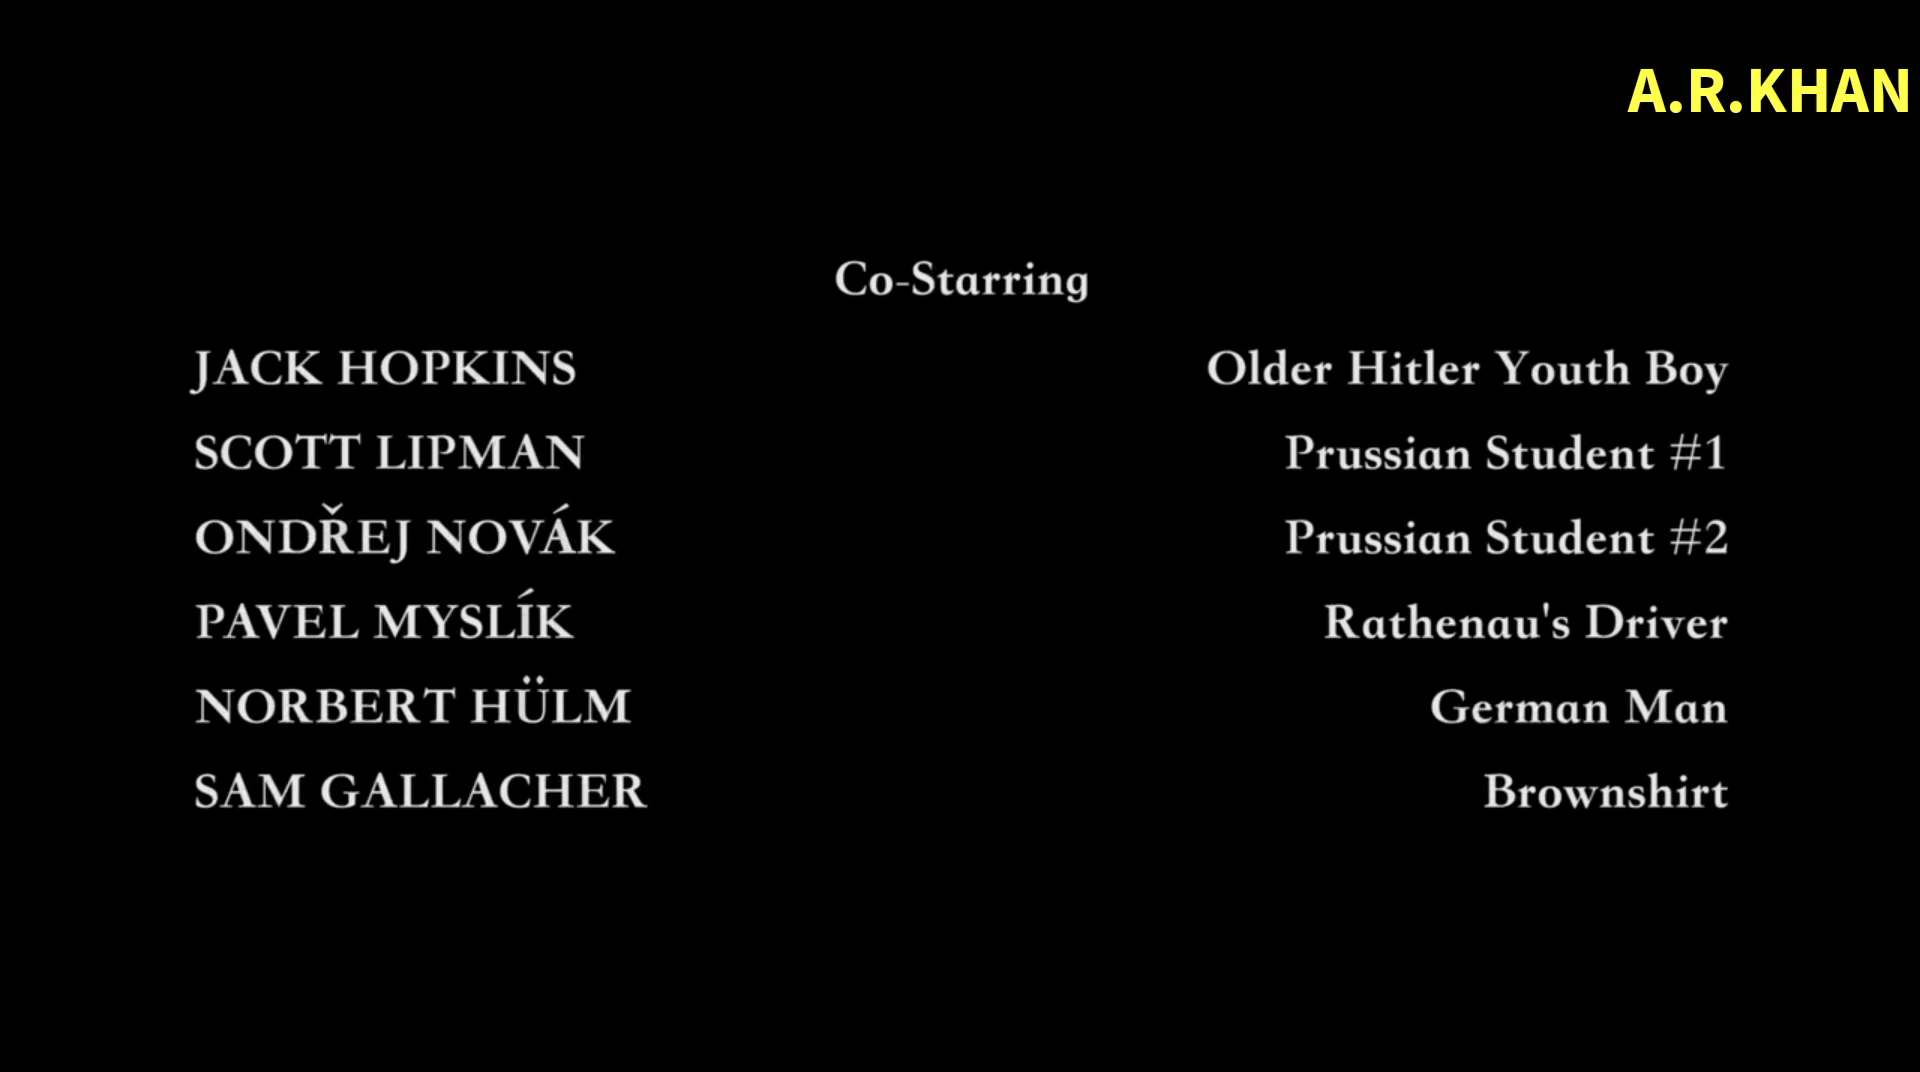 A.R.KHAN
Co-Starring
JACK HOPKINS Older Hitler Youth Boy
SCOTT LIPMAN Prussian Student #1
ONDŘEJ NOVÁK Prussian Student #2
PAVEL MYSLÍK Rathenau's Driver
NORBERT HÜLM German Man
SAM GALLACHER Brownshirt